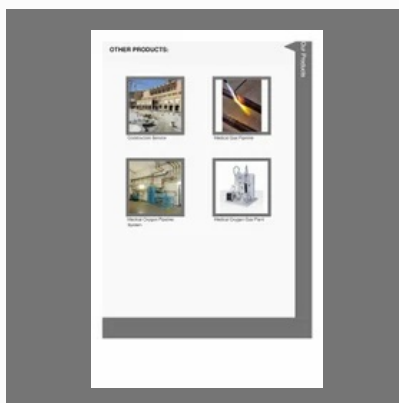 OTHER PRODUCTS:
Our Products
Construction Service
Medical Gas Pipeline
Medical Oxygen Pipeline
System
Medical Oxygen Gas Plant